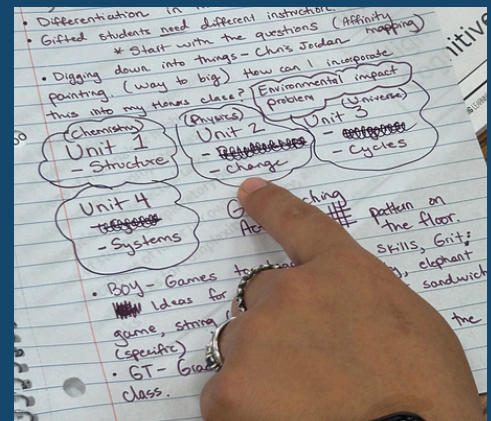 • Differentiation in
• Gifted students need different instruction. (Affinity mapping)
* Start with the questions
• Digging down into things - Chris Jordan
painting (way to big) How can I incorporate
this into my Honors class? Environmental impact
problem
(Chemistry)
Unit 1
- Structure
(Physics)
Unit 2
- Change
(Universe)
Unit 3
- Cycles
Unit 4
- Systems
pattern on
the floor.
• BOY - Games
skills, Grit;
Ideas for
elephant
game, string
sandwich
(specific)
the
• GT -
class.